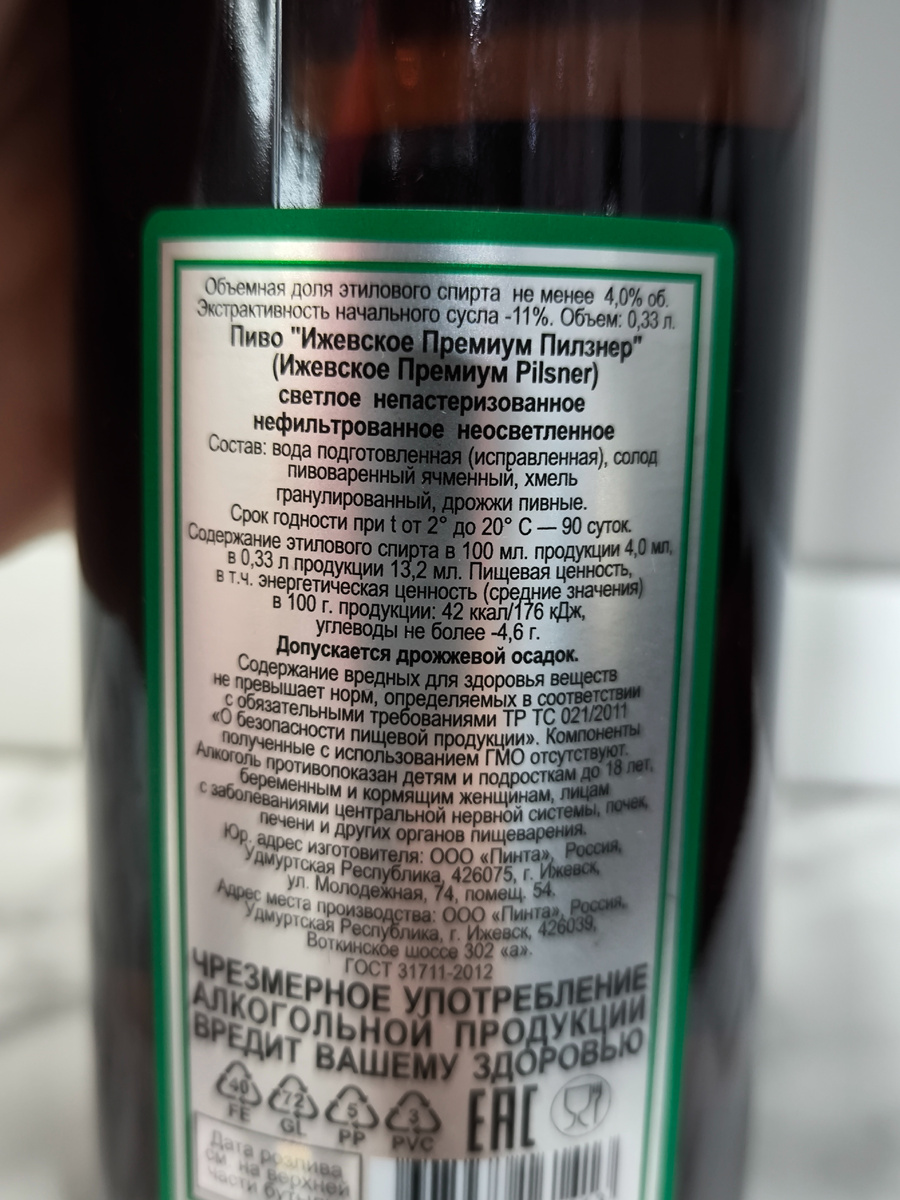 Объемная доля этилового спирта не менее 4,0% об.
Экстрактивность начального сусла -11%. Объем: 0,33 л.
Пиво "Ижевское Премиум Пилзнер"
(Ижевское Премиум Pilsner)
светлое непастеризованное
нефильтрованное неосветленное
Состав: вода подготовленная (исправленная), солод
пивоваренный ячменный, хмель
гранулированный, дрожжи пивные.
Срок годности при t от 2° до 20° С — 90 суток.
Содержание этилового спирта в 100 мл. продукции 4,0 мл,
в 0,33 л продукции 13,2 мл. Пищевая ценность,
в т.ч. энергетическая ценность (средние значения)
в 100 г. продукции: 42 ккал/176 кДж,
углеводы не более -4,6 г.
Допускается дрожжевой осадок.
Содержание вредных для здоровья веществ
не превышает норм, определяемых в соответствии
с обязательными требованиями ТР ТС 021/2011
«О безопасности пищевой продукции». Компоненты
полученные с использованием ГМО отсутствуют.
Алкоголь противопоказан детям и подросткам до 18 лет,
беременным и кормящим женщинам, лицам
с заболеваниями центральной нервной системы, почек,
печени и других органов пищеварения.
Юр. адрес изготовителя: ООО «Пинта», Россия,
Удмуртская Республика, 426075, г. Ижевск,
ул. Молодежная, 74, помещ. 54.
Адрес места производства: ООО «Пинта», Россия,
Удмуртская Республика, г. Ижевск, 426039,
Воткинское шоссе 302 «а».
ГОСТ 31711-2012
ЧРЕЗМЕРНОЕ УПОТРЕБЛЕНИЕ
АЛКОГОЛЬНОЙ ПРОДУКЦИИ
ВРЕДИТ ВАШЕМУ ЗДОРОВЬЮ
40 72 5 3 EAC
FE GL PP PVC
Дата розлива
см. на верхней
части